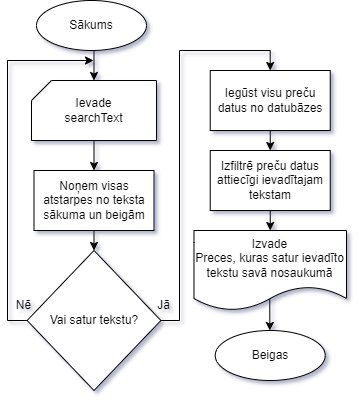 Sākums
Ievade
searchText
Noņem visas
atstarpes no teksta
sākuma un beigām
Vai satur tekstu?
Nē
Jā
Iegūst visu preču
datus no datubāzes
Izfiltrē preču datus
attiecīgi ievadītajam
tekstam
Izvade
Preces, kuras satur ievadīto
tekstu savā nosaukumā
Beigas